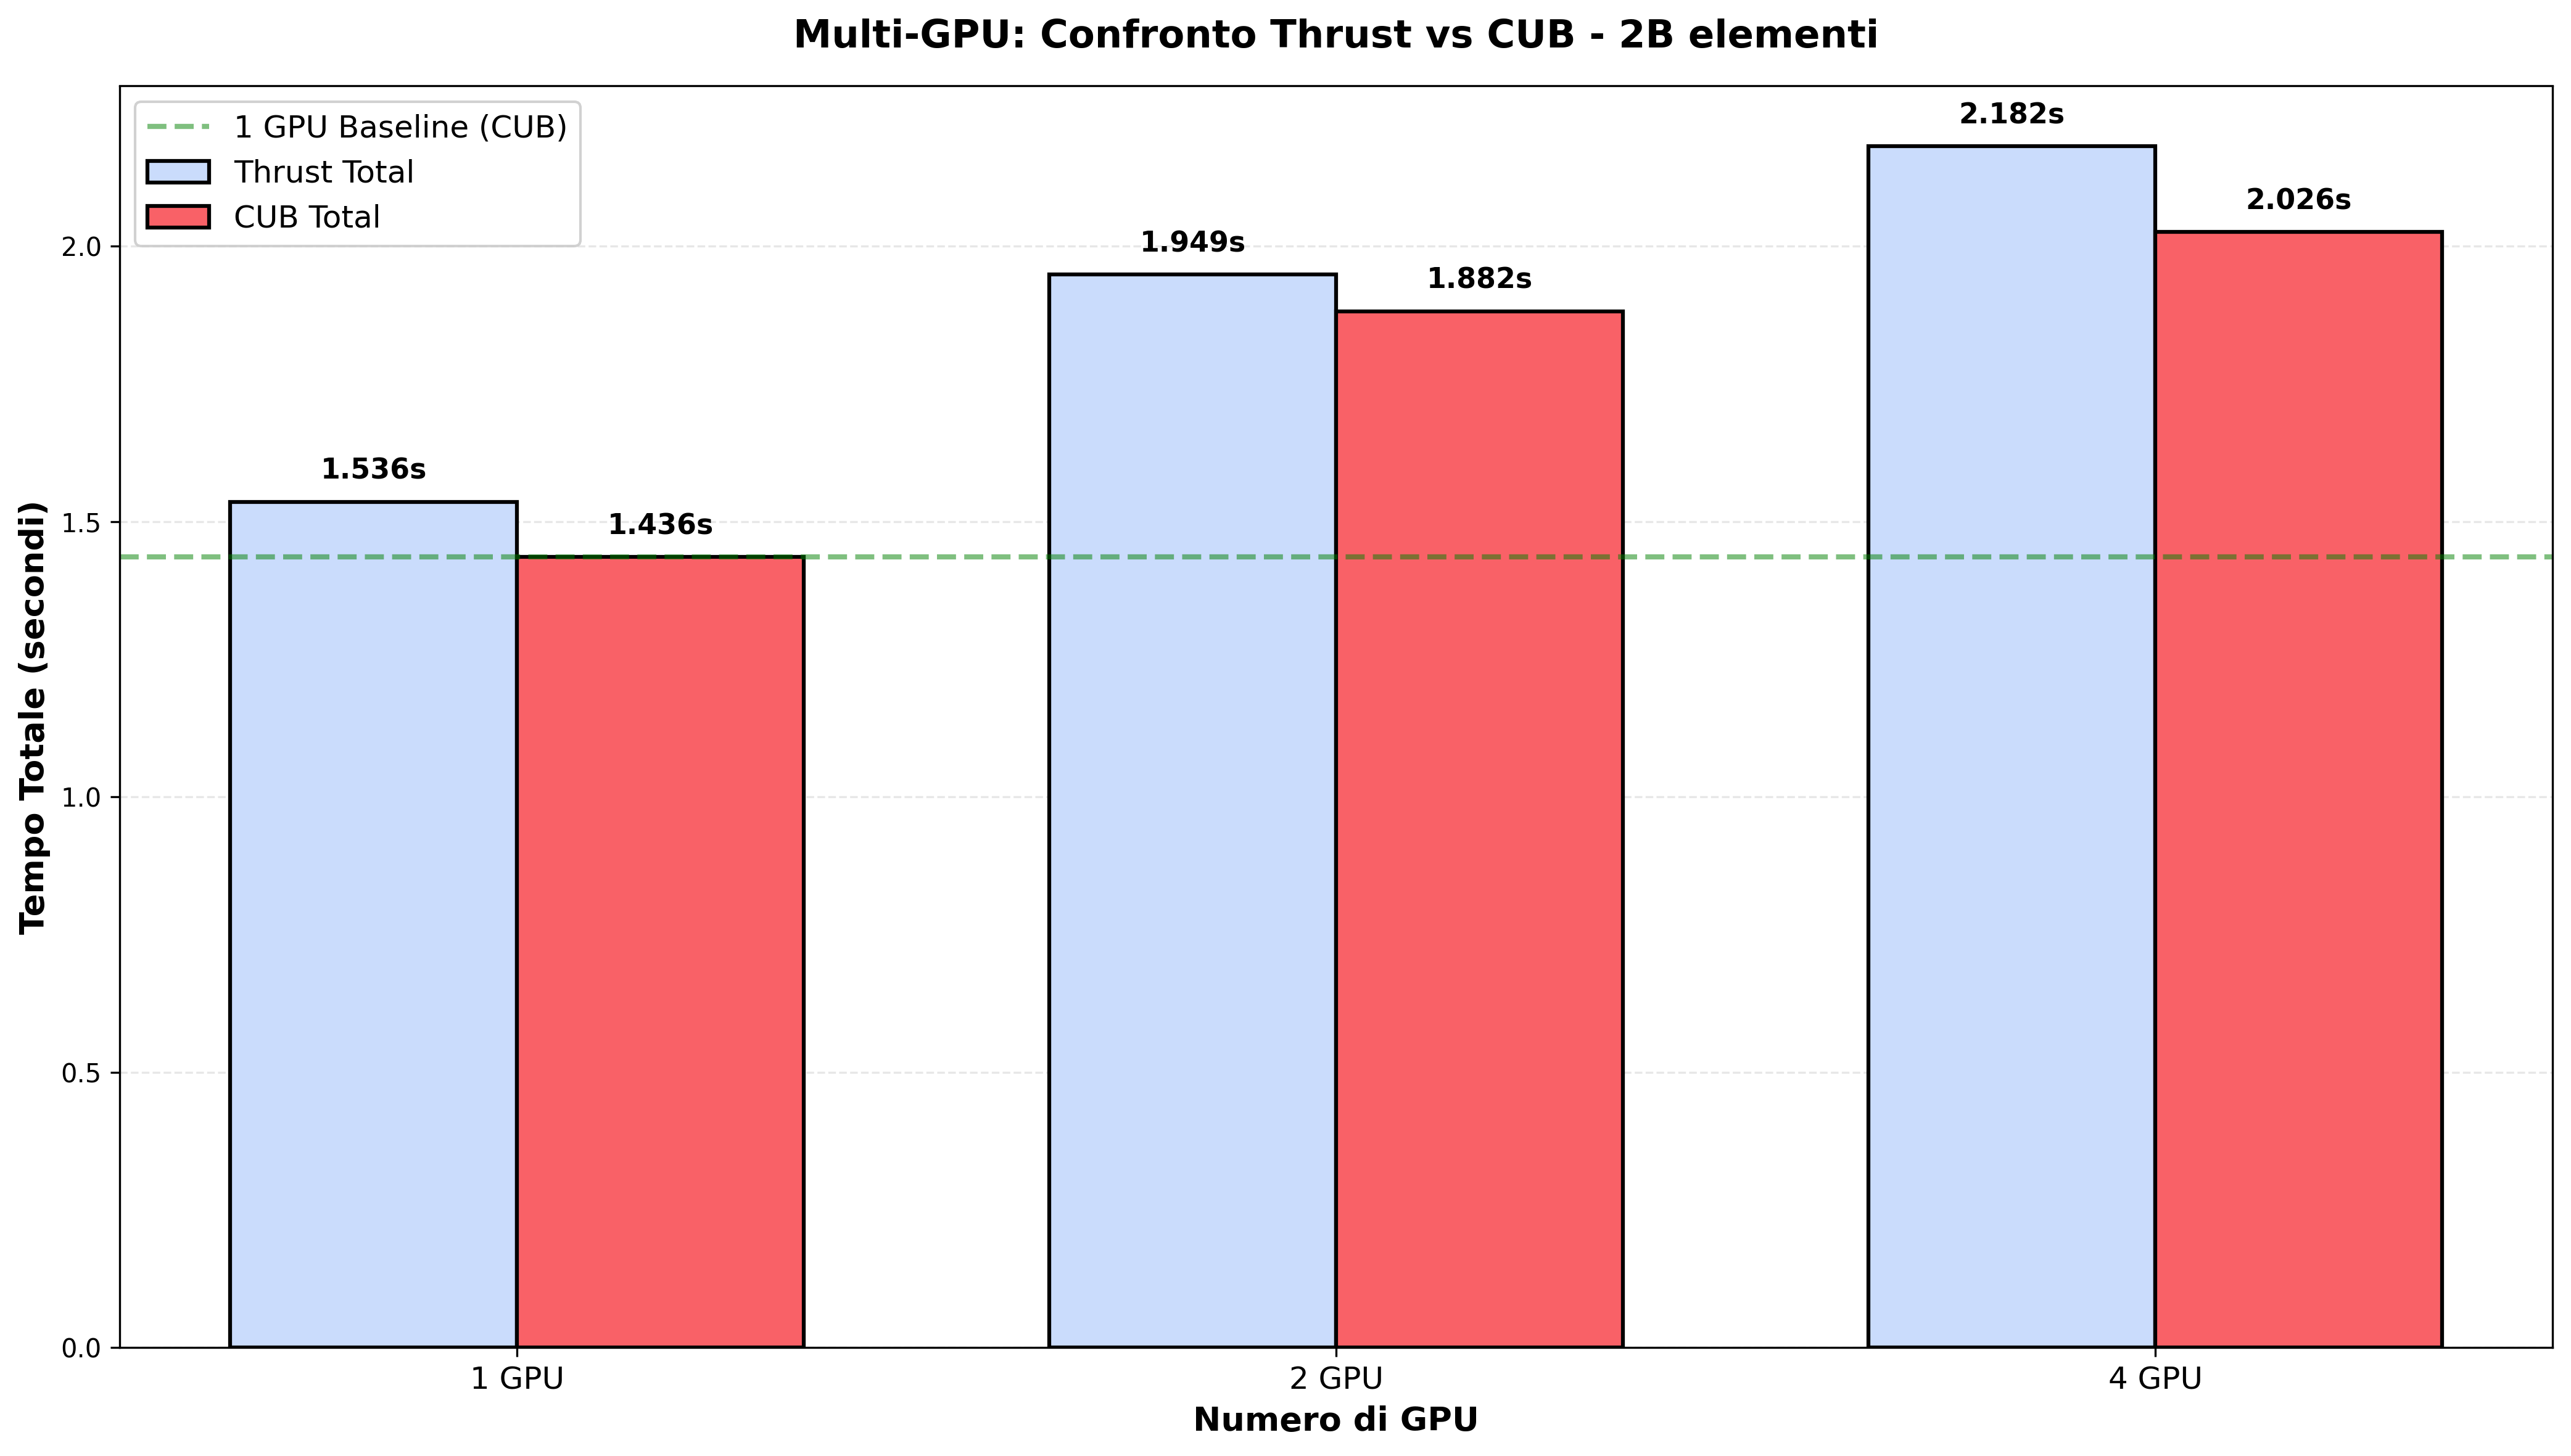 Multi-GPU: Confronto Thrust vs CUB - 2B elementi
1 GPU Baseline (CUB)
Thrust Total
CUB Total
2.182s
2.026s
1.949s
1.882s
1.536s
1.436s
Tempo Totale (secondi)
2.0
1.5
1.0
0.5
0.0
1 GPU
2 GPU
4 GPU
Numero di GPU